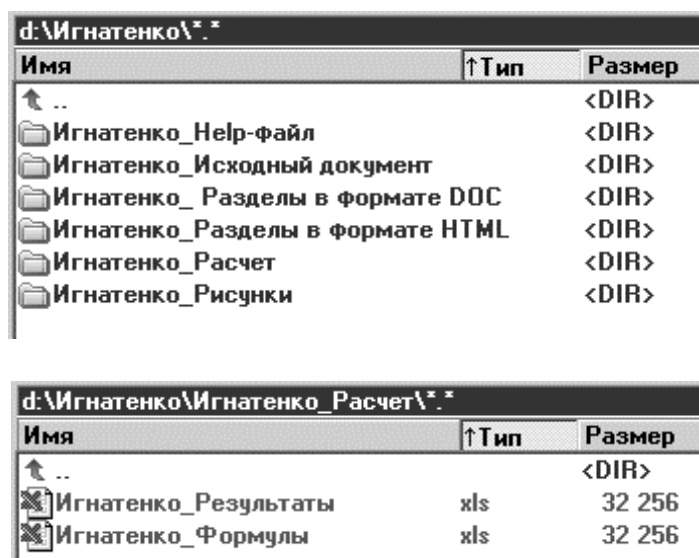 d:\Игнатенко\*.*
Имя ↑Тип Размер
.. <DIR>
Игнатенко_Help-файл <DIR>
Игнатенко_Исходный документ <DIR>
Игнатенко_ Разделы в формате DOC <DIR>
Игнатенко_Разделы в формате HTML <DIR>
Игнатенко_Расчет <DIR>
Игнатенко_Рисунки <DIR>
d:\Игнатенко\Игнатенко_Расчет\*.*
Имя ↑Тип Размер
.. <DIR>
Игнатенко_Результаты xls 32 256
Игнатенко_Формулы xls 32 256